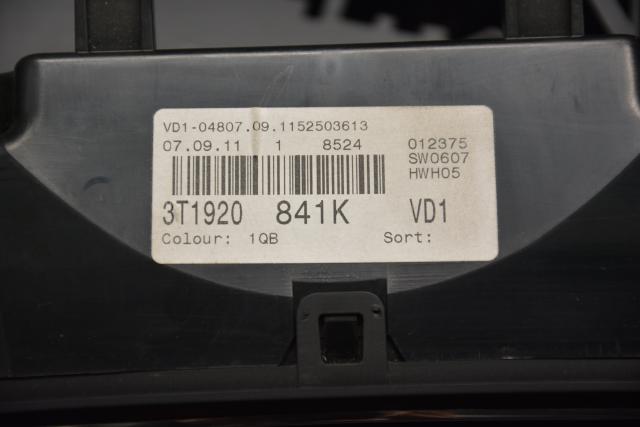 VD1-04807.09.1152503613
07.09.11 1 8524 012375
SW0607
HWH05
3T1920 841K VD1
Colour: 1QB Sort: